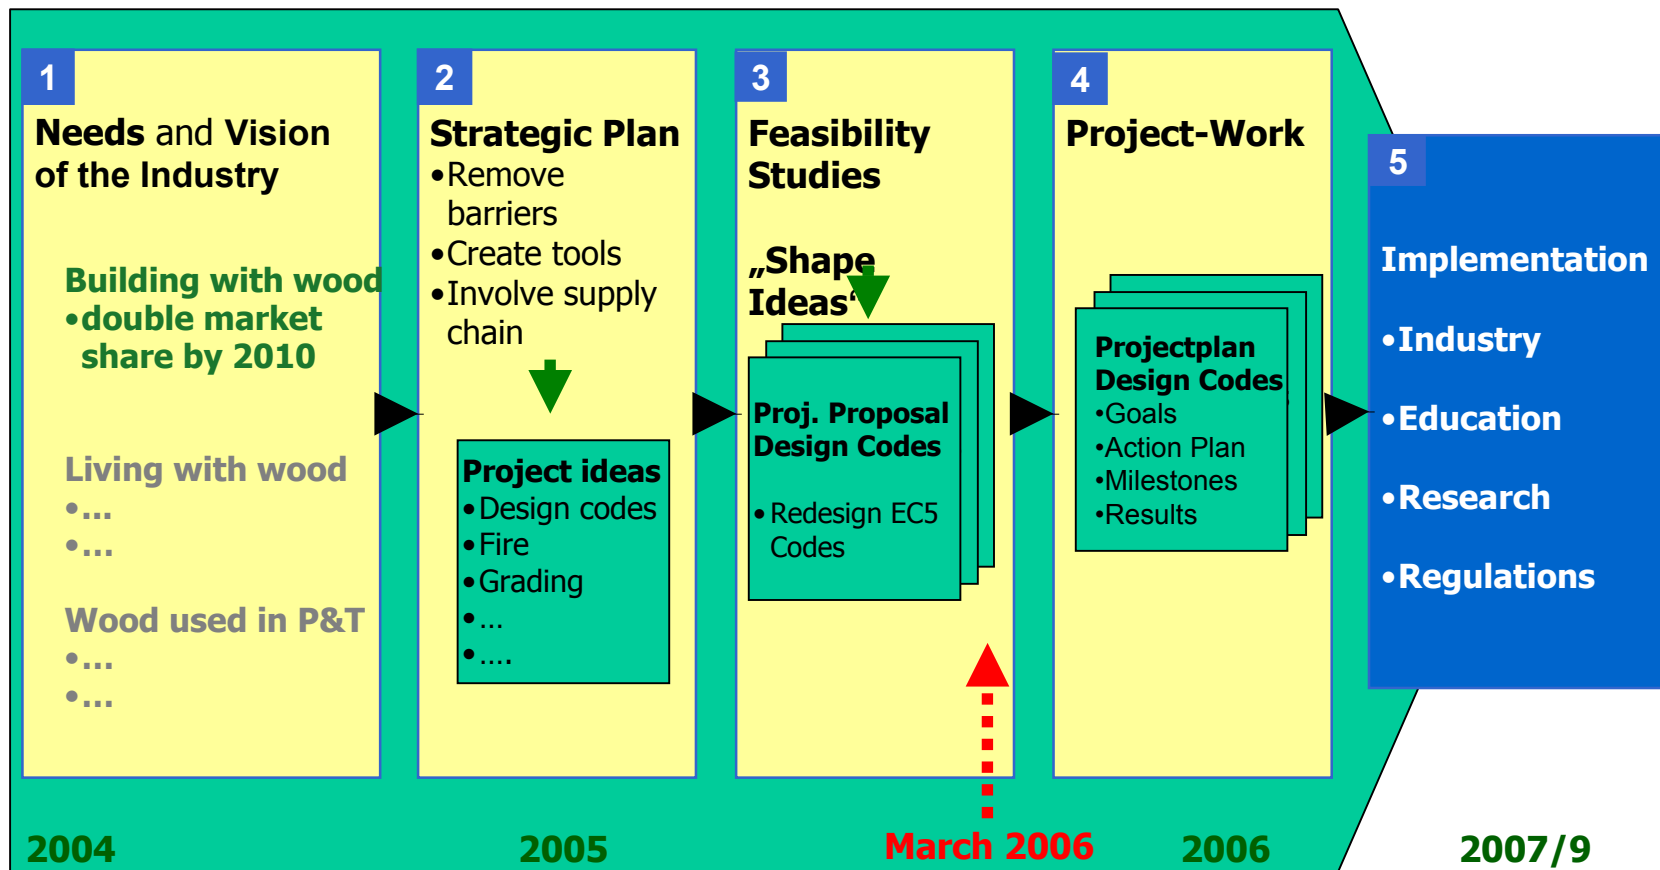 1
Needs and Vision
of the Industry
Building with wood
•double market
share by 2010
Living with wood
•...
•...
Wood used in P&T
•...
•...
2
Strategic Plan
•Remove
barriers
•Create tools
•Involve supply
chain
Project ideas
•Design codes
•Fire
•Grading
•...
•....
3
Feasibility
Studies
„Shape
Ideas“
Proj. Proposal
Design Codes
•Redesign EC5
Codes
4
Project-Work
Projectplan
Design Codes
•Goals
•Action Plan
•Milestones
•Results
5
Implementation
•Industry
•Education
•Research
•Regulations
2004
2005
March 2006
2006
2007/9